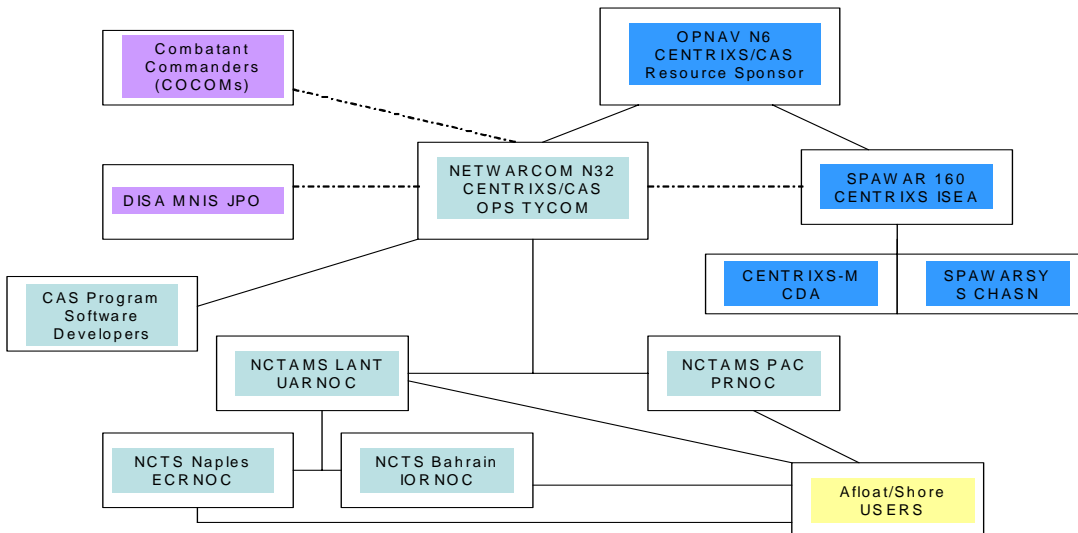 Combatant
Commanders
(COCOMs)
OPNAV N6
CENTRIXS/CAS
Resource Sponsor
DISA MNIS JPO
NETWARCOM N32
CENTRIXS/CAS
OPS TYCOM
SPAWAR 160
CENTRIXS ISEA
CENTRIXS-M
CDA
SPAWARSY
S CHASN
CAS Program
Software
Developers
NCTAMS LANT
UARNOC
NCTAMS PAC
PRNOC
NCTS Naples
ECRNOC
NCTS Bahrain
IORNOC
Afloat/Shore
USERS